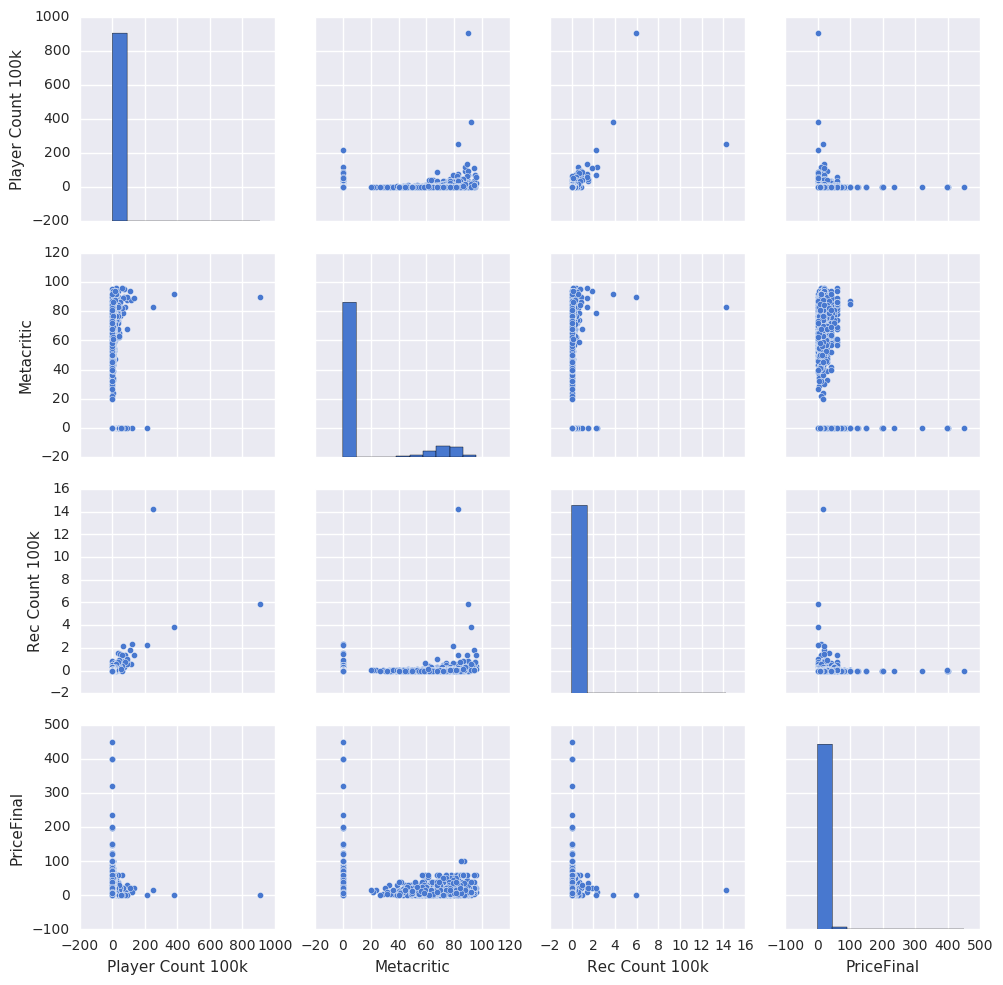 1000
800
600
400
200
0
−200
Player Count 100k
120
100
80
60
40
20
0
−20
Metacritic
16
14
12
10
8
6
4
2
0
−2
Rec Count 100k
500
400
300
200
100
0
−100
PriceFinal
−200 0 200 400 600 800 1000
−20 0 20 40 60 80 100 120
−2 0 2 4 6 8 10 12 14 16
−100 0 100 200 300 400 500
Player Count 100k
Metacritic
Rec Count 100k
PriceFinal